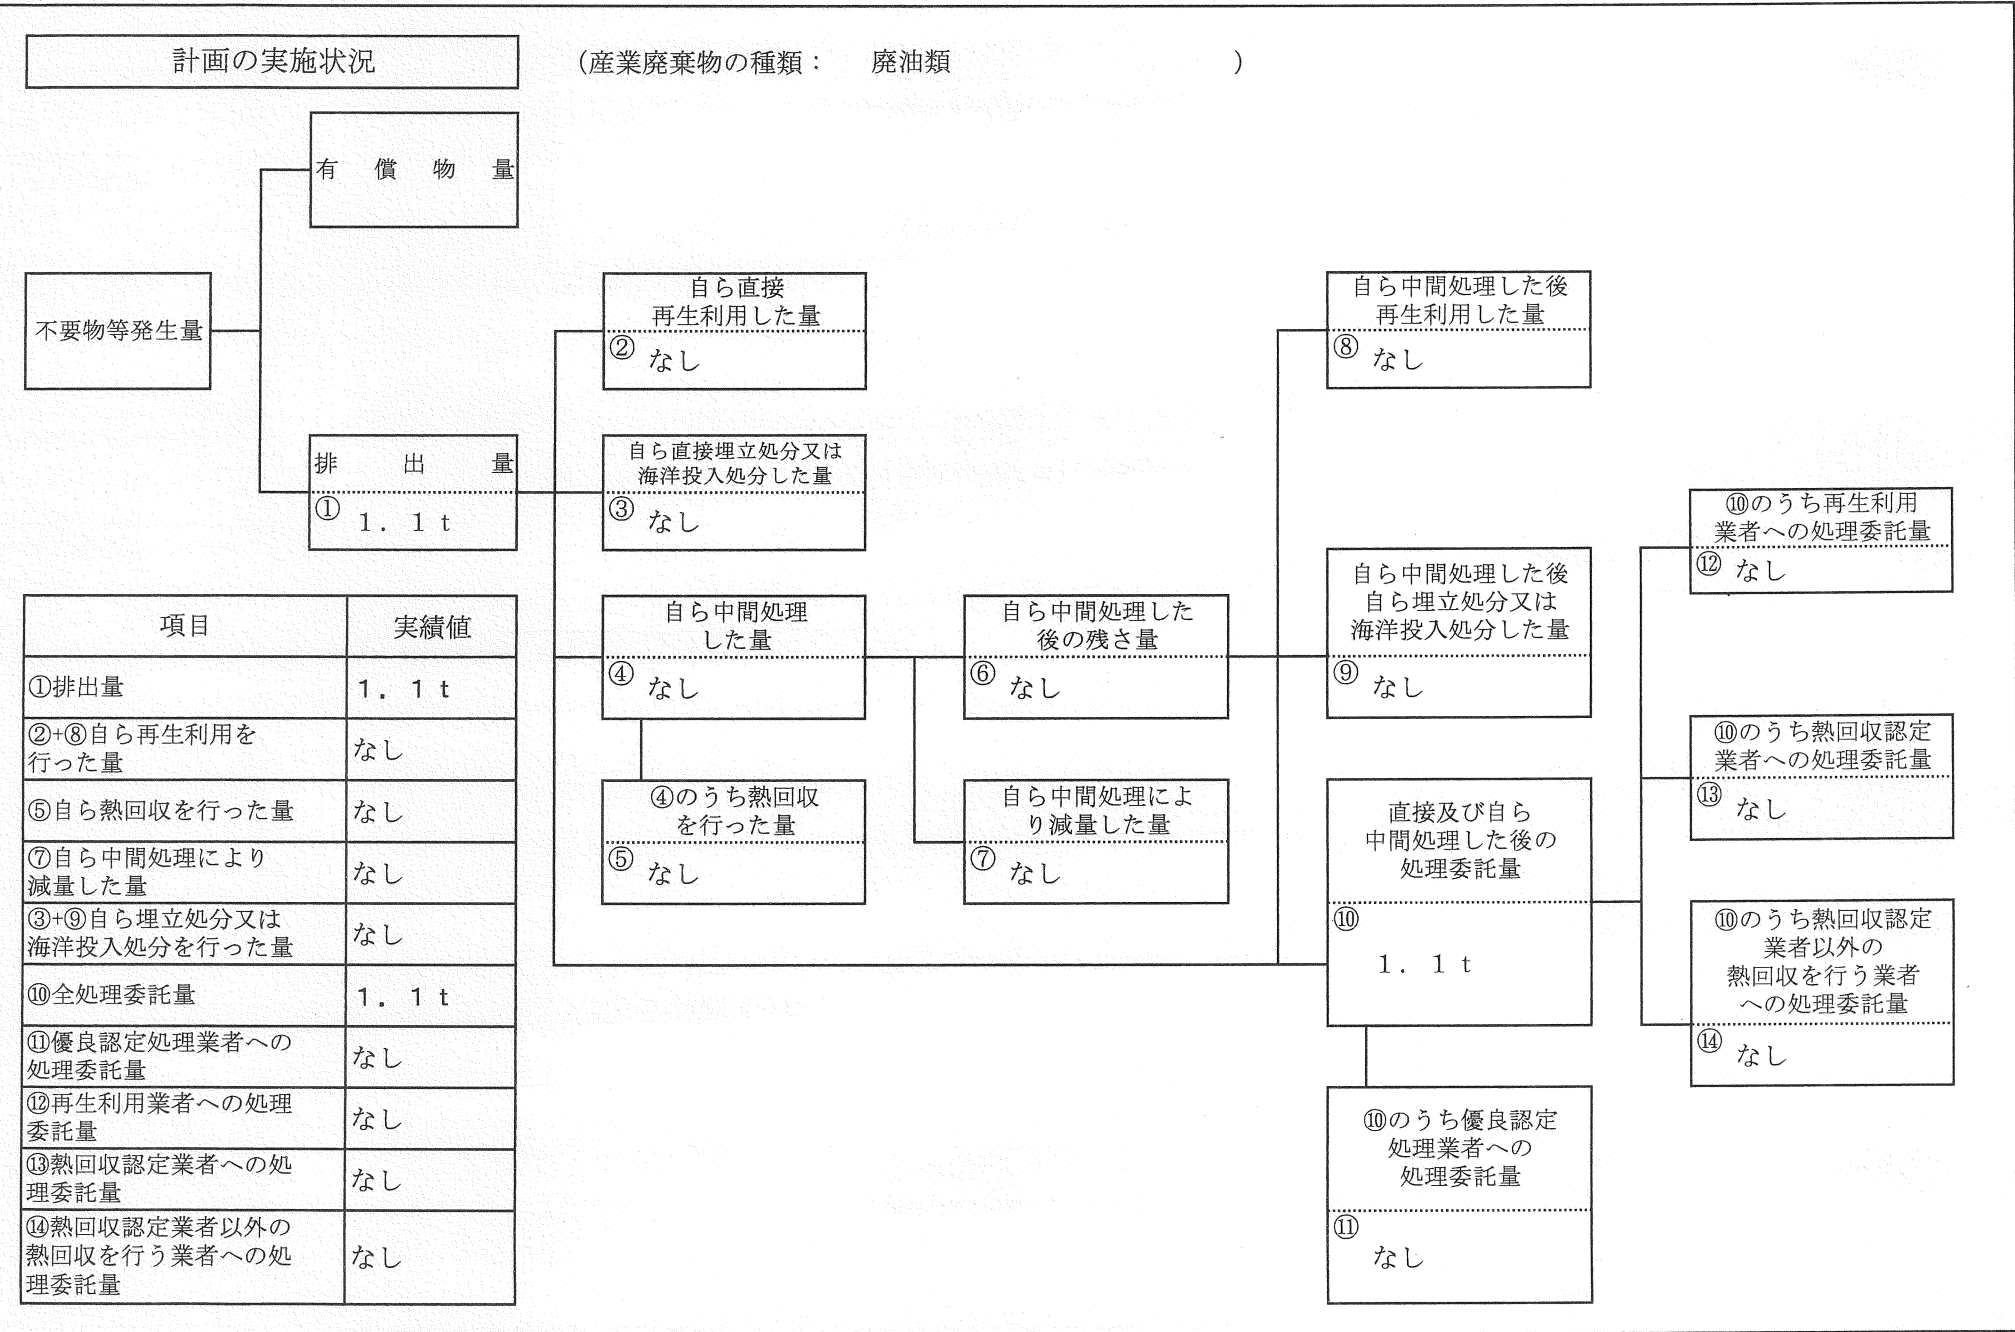 計画の実施状況
（産業廃棄物の種類： 廃油類 ）
有償物量
不要物等発生量
排出量
① 1．1ｔ
自ら直接
再生利用した量
② なし
自ら直接埋立処分又は
海洋投入処分した量
③ なし
自ら中間処理
した量
④ なし
④のうち熱回収
を行った量
⑤ なし
自ら中間処理した
後の残さ量
⑥ なし
自ら中間処理によ
り減量した量
⑦ なし
自ら中間処理した後
再生利用した量
⑧ なし
自ら中間処理した後
自ら埋立処分又は
海洋投入処分した量
⑨ なし
直接及び自ら
中間処理した後の
処理委託量
⑩
1．1ｔ
⑩のうち優良認定
処理業者への
処理委託量
⑪
なし
⑩のうち再生利用
業者への処理委託量
⑫ なし
⑩のうち熱回収認定
業者への処理委託量
⑬ なし
⑩のうち熱回収認定
業者以外の
熱回収を行う業者
への処理委託量
⑭ なし
項目 実績値
①排出量 1．1ｔ
②+⑧自ら再生利用を
行った量 なし
⑤自ら熱回収を行った量 なし
⑦自ら中間処理により
減量した量 なし
③+⑨自ら埋立処分又は
海洋投入処分を行った量 なし
⑩全処理委託量 1．1ｔ
⑪優良認定処理業者への
処理委託量 なし
⑫再生利用業者への処理
委託量 なし
⑬熱回収認定業者への処
理委託量 なし
⑭熱回収認定業者以外の
熱回収を行う業者への処
理委託量 なし